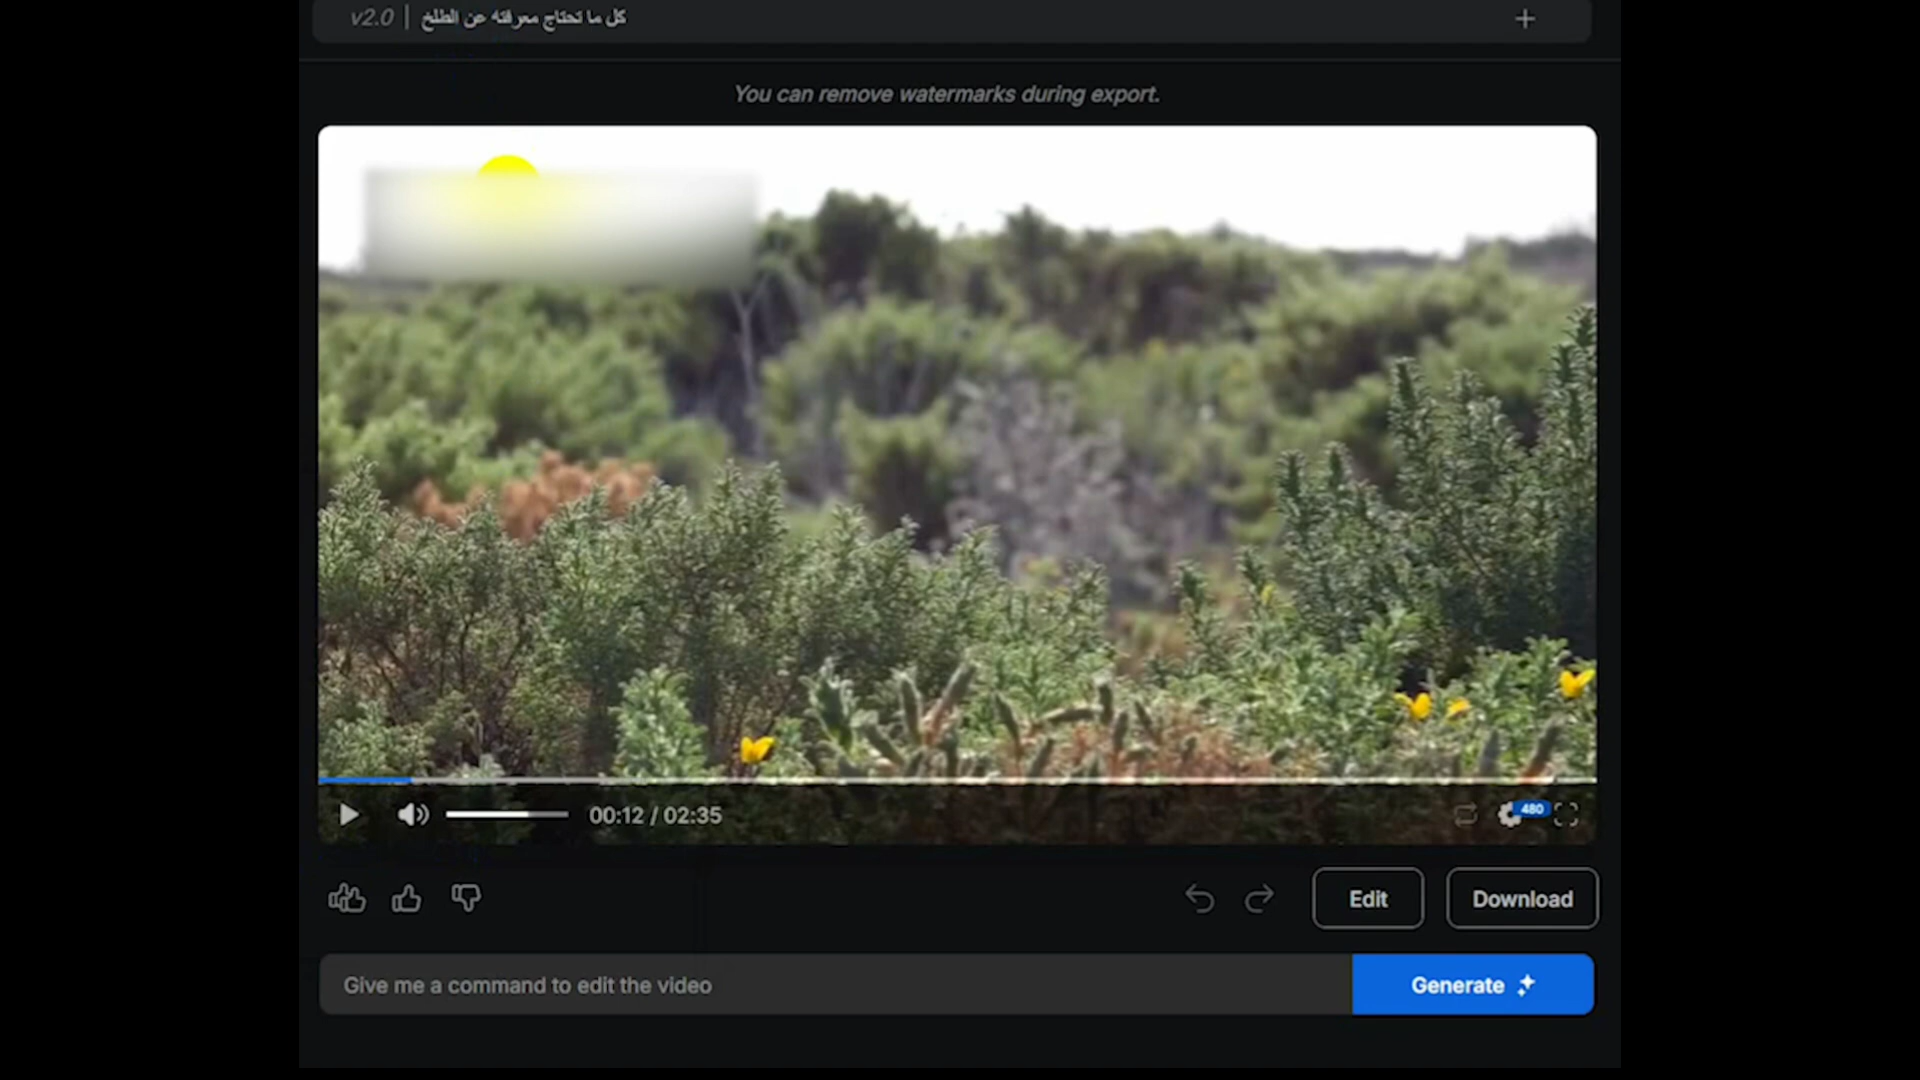 v2.0 | كل ما تحتاج معرفته عن الطلخ
You can remove watermarks during export.
00:12 / 02:35
480
Edit
Download
Give me a command to edit the video
Generate